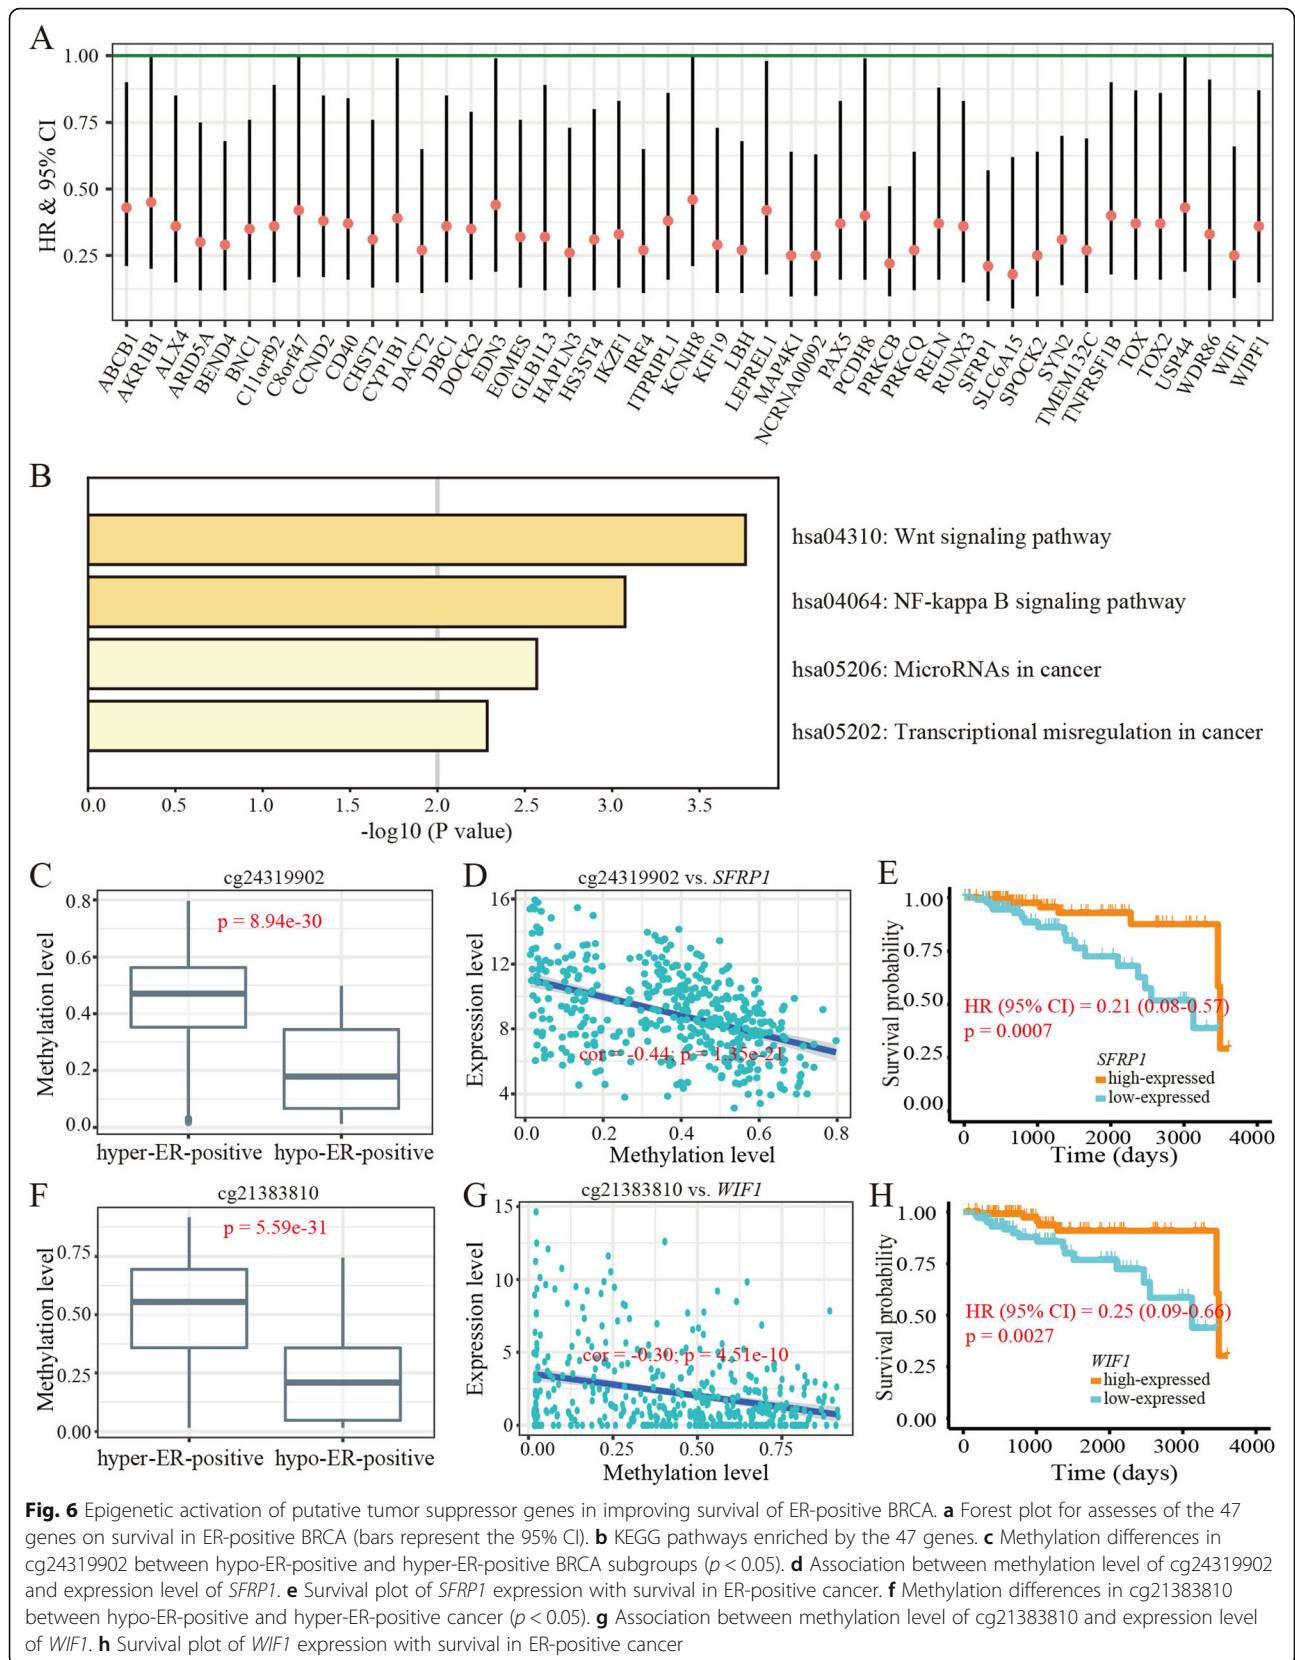 A
1.00
0.75
0.50
0.25
HR & 95% CI
ABCB1
AKR1B1
ALX4
ARID5A
BEND4
BNC1
C11orf92
C8orf47
CCND2
CD40
CHST2
CYP1B1
DACT2
DBC1
DOCK2
EDN3
EOMES
GLB1L3
HAPLN3
HS3ST4
IKZF1
IRF4
ITPRIPL1
KCNH8
KIF19
LBH
LEPREL1
MAP4K1
NCRNA00092
PAX5
PCDH8
PRKCB
PRKCQ
RELN
RUNX3
SFRP1
SLC6A15
SPOCK2
SYN2
TMEM132C
TNFRSF1B
TOX
TOX2
USP44
WDR86
WIF1
WIPF1
B
hsa04310: Wnt signaling pathway
hsa04064: NF-kappa B signaling pathway
hsa05206: MicroRNAs in cancer
hsa05202: Transcriptional misregulation in cancer
0.0 0.5 1.0 1.5 2.0 2.5 3.0 3.5
-log10 (P value)
C
cg24319902
p = 8.94e-30
0.8
0.6
0.4
0.2
0.0
Methylation level
hyper-ER-positive hypo-ER-positive
D
cg24319902 vs. SFRP1
16
12
8
4
Expression level
cor = -0.44; p = 1.35e-21
0.0 0.2 0.4 0.6 0.8
Methylation level
E
1.00
0.75
0.50
0.25
0.00
Survival probability
HR (95% CI) = 0.21 (0.08-0.57)
p = 0.0007
SFRP1
high-expressed
low-expressed
0 1000 2000 3000 4000
Time (days)
F
cg21383810
p = 5.59e-31
0.75
0.50
0.25
0.00
Methylation level
hyper-ER-positive hypo-ER-positive
G
cg21383810 vs. WIF1
15
10
5
0
Expression level
cor = -0.30; p = 4.51e-10
0.00 0.25 0.50 0.75
Methylation level
H
1.00
0.75
0.50
0.25
0.00
Survival probability
HR (95% CI) = 0.25 (0.09-0.66)
p = 0.0027
WIF1
high-expressed
low-expressed
0 1000 2000 3000 4000
Time (days)
Fig. 6 Epigenetic activation of putative tumor suppressor genes in improving survival of ER-positive BRCA. a Forest plot for assesses of the 47
genes on survival in ER-positive BRCA (bars represent the 95% CI). b KEGG pathways enriched by the 47 genes. c Methylation differences in
cg24319902 between hypo-ER-positive and hyper-ER-positive BRCA subgroups (p < 0.05). d Association between methylation level of cg24319902
and expression level of SFRP1. e Survival plot of SFRP1 expression with survival in ER-positive cancer. f Methylation differences in cg21383810
between hypo-ER-positive and hyper-ER-positive cancer (p < 0.05). g Association between methylation level of cg21383810 and expression level
of WIF1. h Survival plot of WIF1 expression with survival in ER-positive cancer